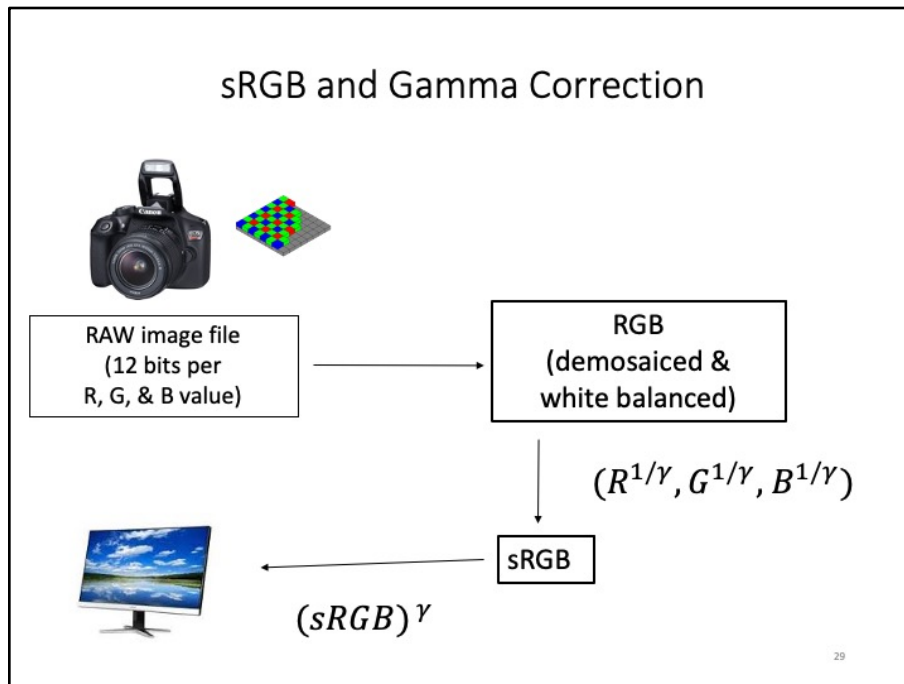 sRGB and Gamma Correction
Canon
RAW image file
(12 bits per
R, G, & B value)
RGB
(demosaiced &
white balanced)
(R^{1/γ}, G^{1/γ}, B^{1/γ})
sRGB
(sRGB)^γ
29